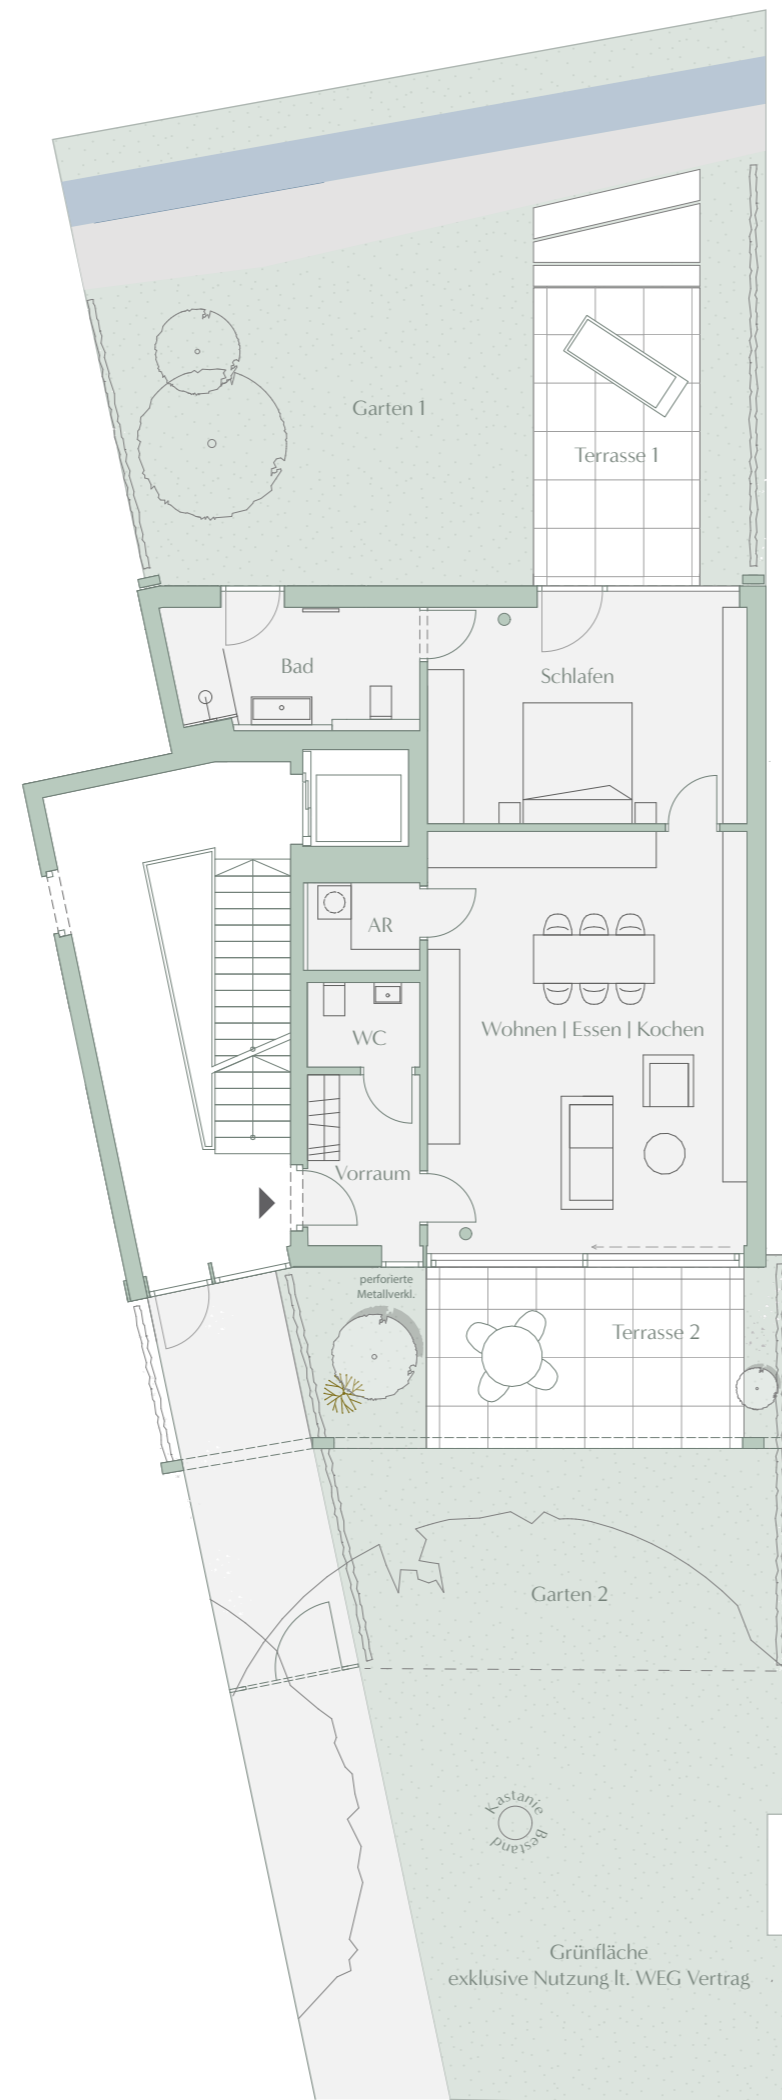 Garten 1
Terrasse 1
Bad
Schlafen
AR
Wohnen | Essen | Kochen
WC
Vorraum
perforierte
Metallverkl.
Terrasse 2
Garten 2
Kastanie
Bestand
Grünfläche
exklusive Nutzung lt. WEG Vertrag